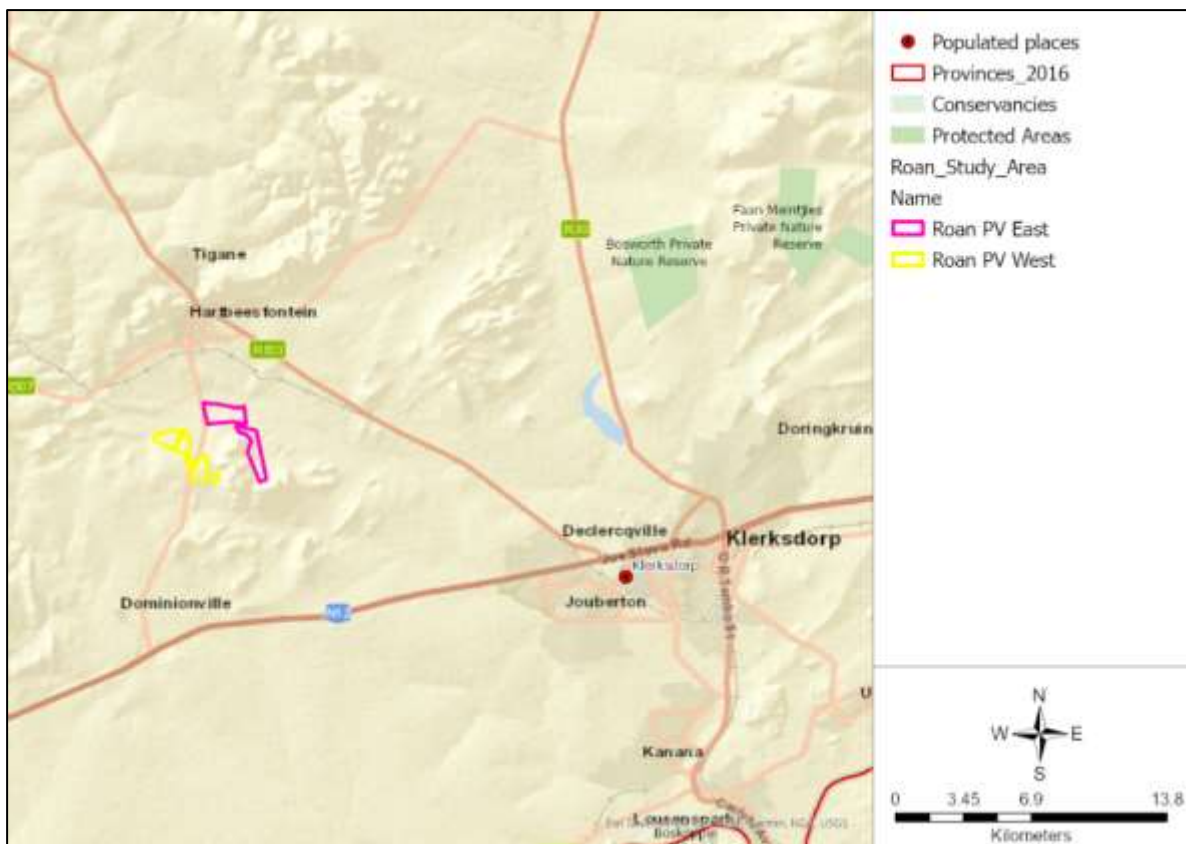 Tigane
Hartbeesfontein
R30
Bosworth Private
Nature Reserve
Faan Meintjies
Private Nature
Reserve
R503
Doringkruin
Declercqville
Klerksdorp
Klerksdorp
Jouberton
Dominionville
N12
Kanana
Populated places
Provinces_2016
Conservancies
Protected Areas
Roan_Study_Area
Name
Roan PV East
Roan PV West
N
W
E
S
0
3.45
6.9
13.8
Kilometers